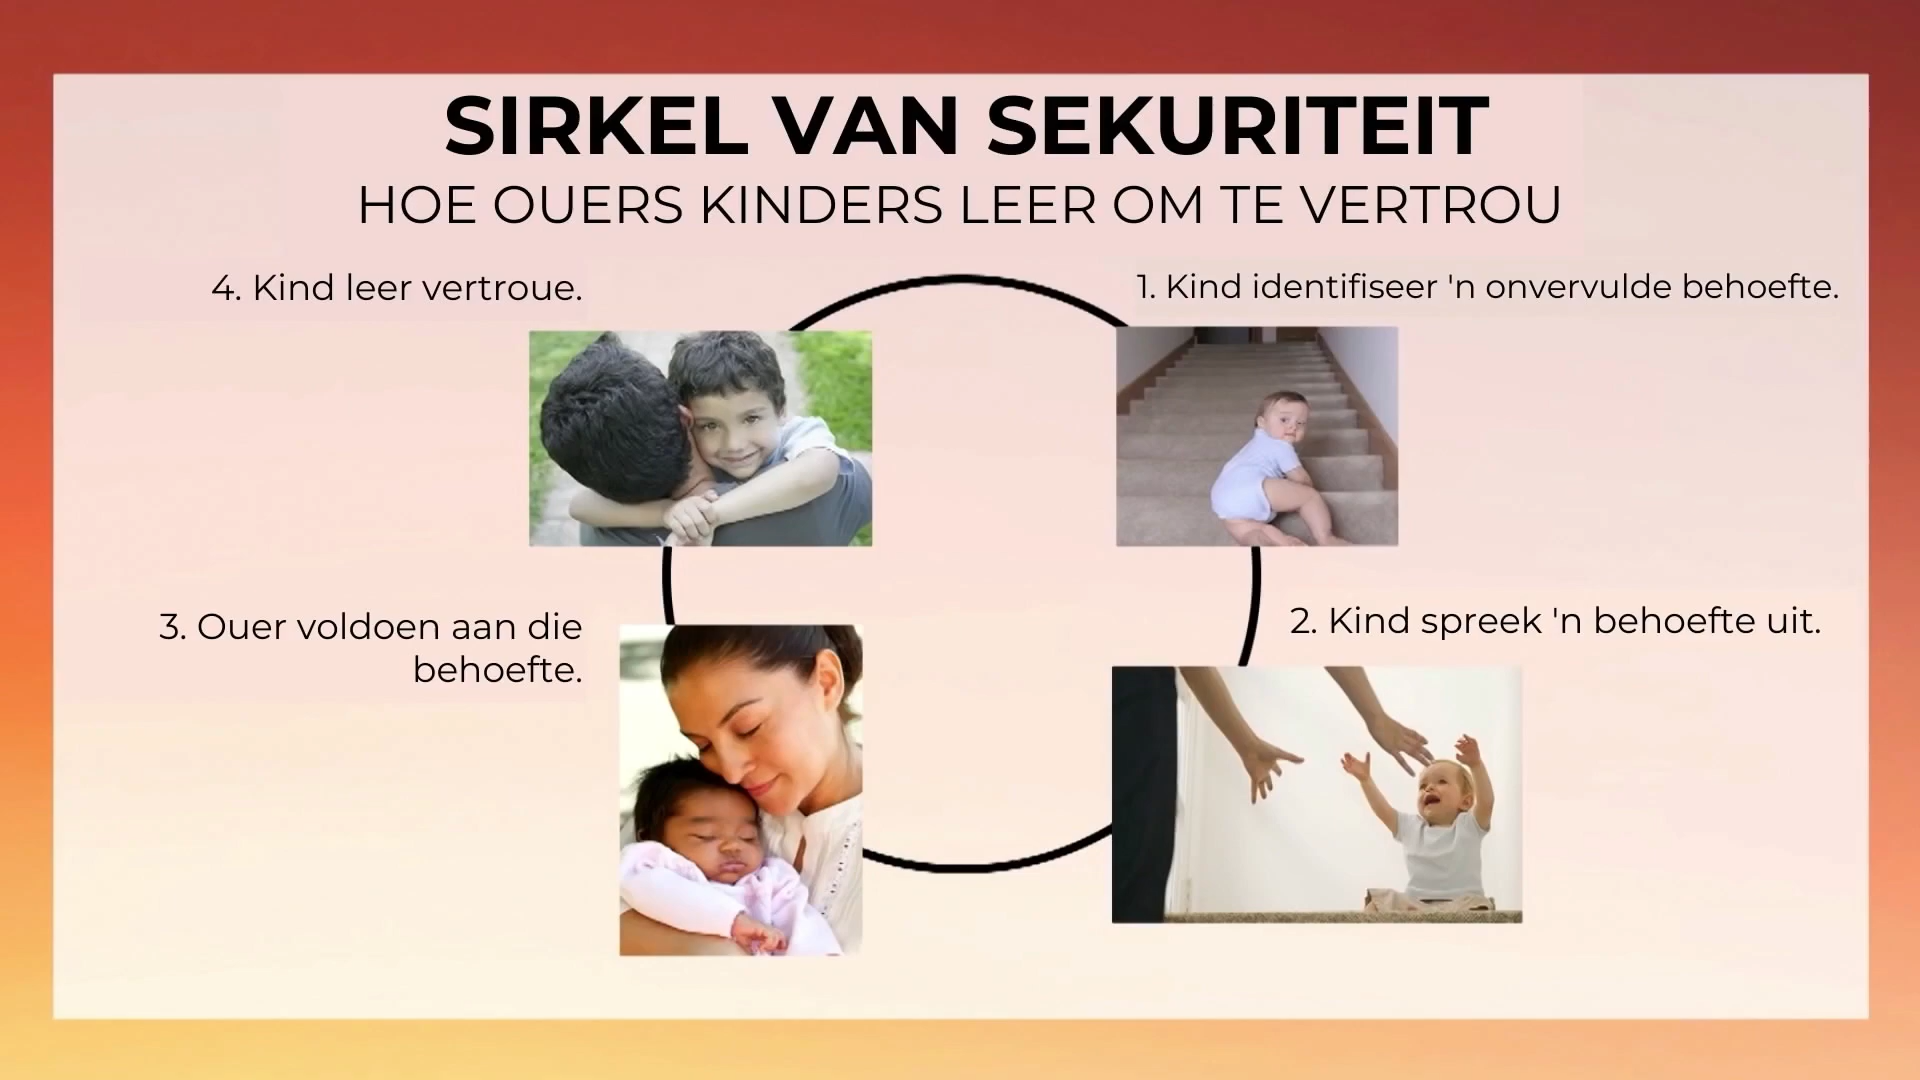 SIRKEL VAN SEKURITEIT
HOE OUERS KINDERS LEER OM TE VERTROU
1. Kind identifiseer 'n onvervulde behoefte.
2. Kind spreek 'n behoefte uit.
3. Ouer voldoen aan die
behoefte.
4. Kind leer vertroue.